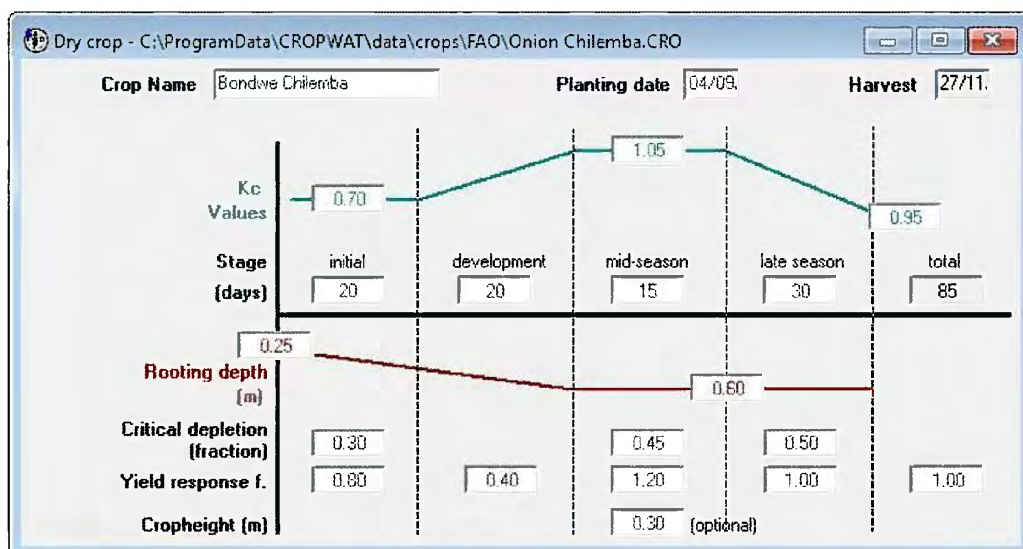 Dry crop - C:\ProgramData\CROPWAT\data\crops\FAO\Onion Chilemba.CRO
Crop Name Bondwe Chilemba Planting date 04/09. Harvest 27/11.
Kc Values
0.70 1.05 0.95
Stage initial development mid-season late season total
(days) 20 20 15 30 85
0.25
Rooting depth
(m)
0.60
Critical depletion
(fraction) 0.30 0.45 0.50
Yield response f. 0.80 0.40 1.20 1.00 1.00
Cropheight (m) 0.30 (optional)